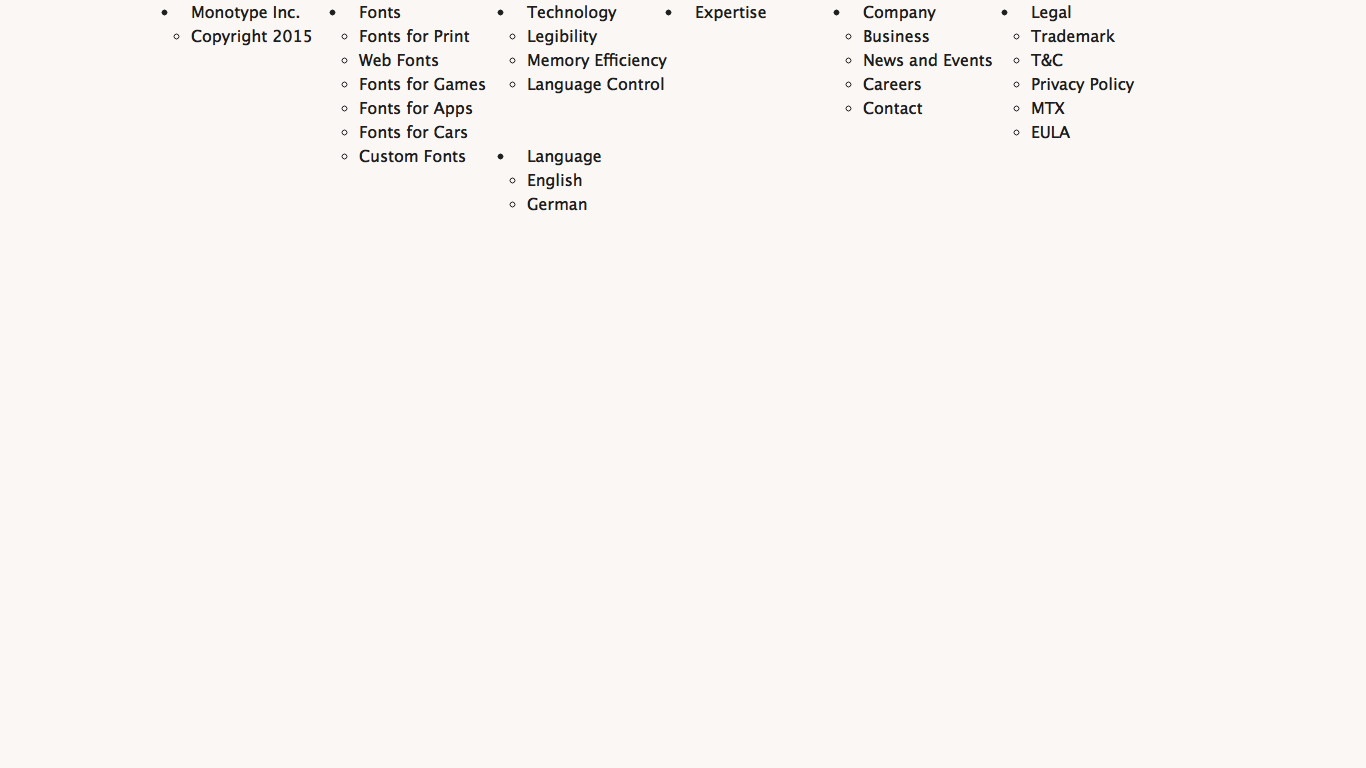 Monotype Inc.
Copyright 2015
Fonts
Fonts for Print
Web Fonts
Fonts for Games
Fonts for Apps
Fonts for Cars
Custom Fonts
Technology
Legibility
Memory Efficiency
Language Control
Expertise
Company
Business
News and Events
Careers
Contact
Legal
Trademark
T&C
Privacy Policy
MTX
EULA
Language
English
German